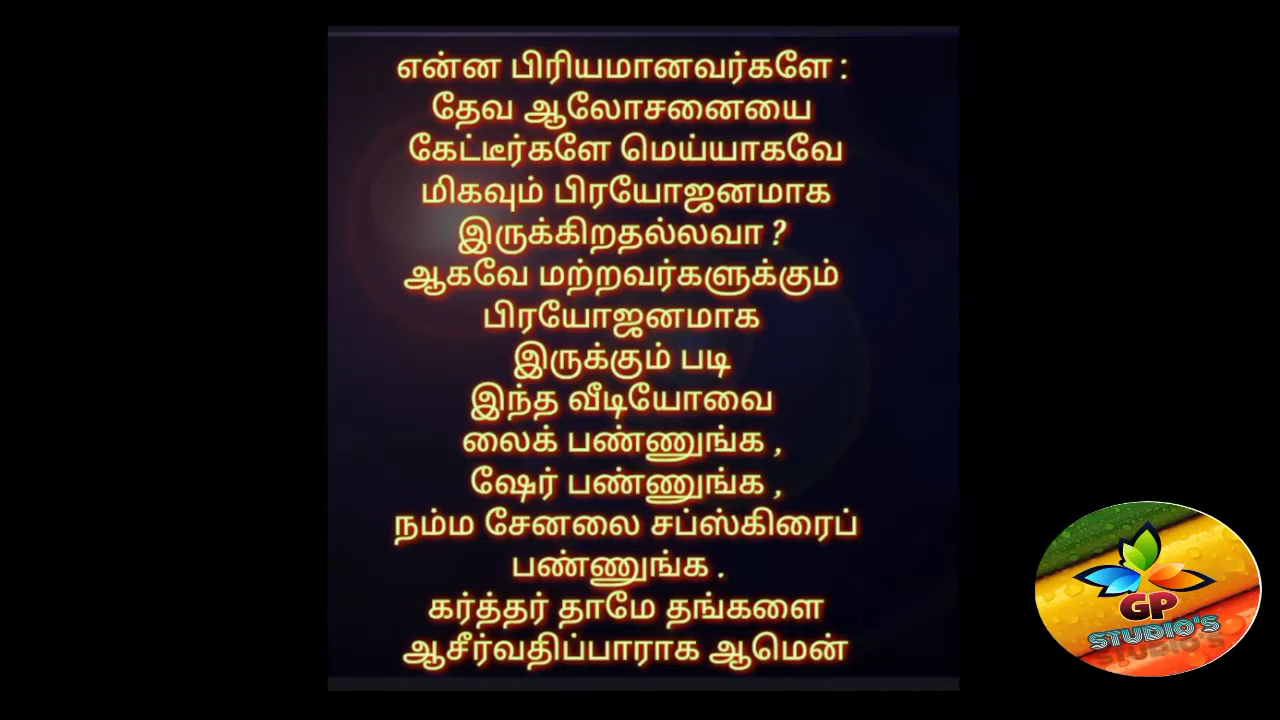 என்ன பிரியமானவர்களே :
தேவ ஆலோசனையை
கேட்டீர்களே மெய்யாகவே
மிகவும் பிரயோஜனமாக
இருக்கிறதல்லவா ?
ஆகவே மற்றவர்களுக்கும்
பிரயோஜனமாக
இருக்கும் படி
இந்த வீடியோவை
லைக் பண்ணுங்க ,
ஷேர் பண்ணுங்க ,
நம்ம சேனலை சப்ஸ்கிரைப்
பண்ணுங்க .
கர்த்தர் தாமே தங்களை
ஆசீர்வதிப்பாராக ஆமென்
GP
STUDIO'S